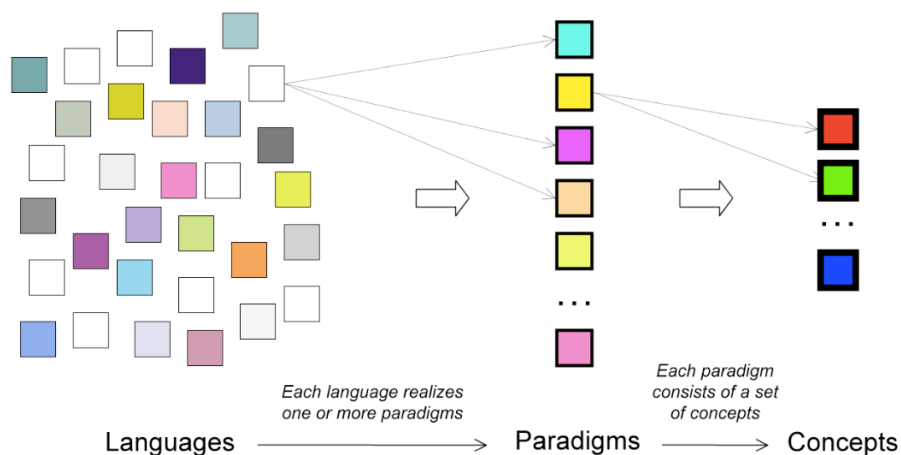 ...
...
Each language realizes
one or more paradigms
Each paradigm
consists of a set
of concepts
Languages
Paradigms
Concepts